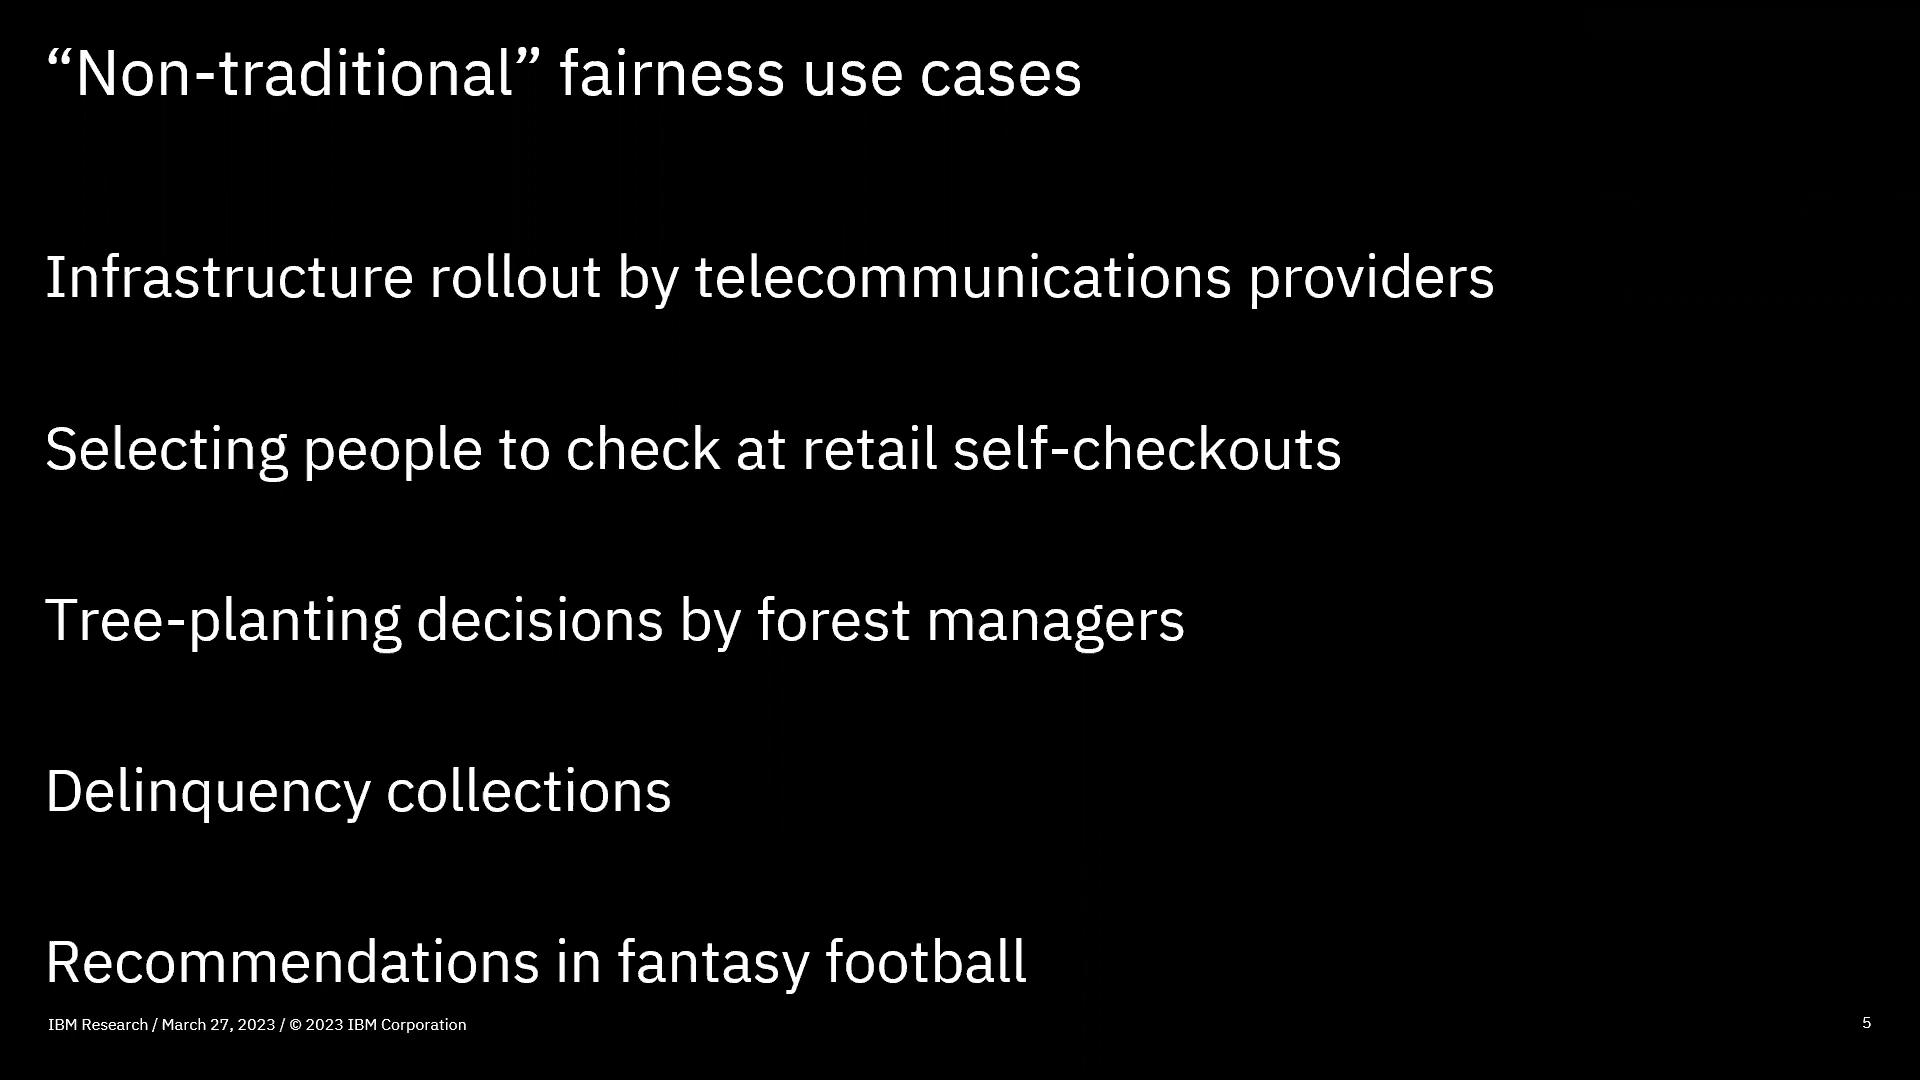 “Non-traditional” fairness use cases
Infrastructure rollout by telecommunications providers
Selecting people to check at retail self-checkouts
Tree-planting decisions by forest managers
Delinquency collections
Recommendations in fantasy football
IBM Research / March 27, 2023 / © 2023 IBM Corporation
5